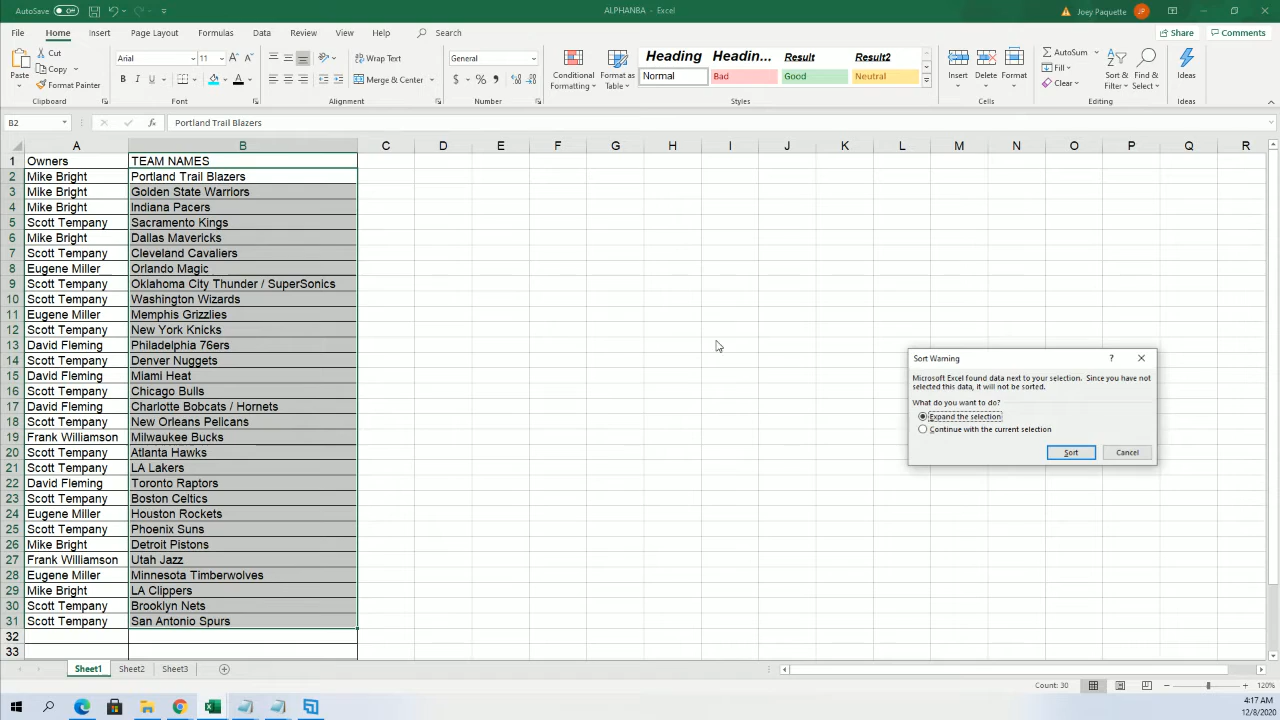 AutoSave Off ALPHANBA - Excel Joey Paquette JP
File Home Insert Page Layout Formulas Data Review View Help Search Share Comments
Paste Cut Copy Format Painter Clipboard
Arial 11 B I U Font
Wrap Text Merge & Center Alignment
General $ % Number
Conditional Formatting Format as Table
Heading Headin... Result Result2
Normal Bad Good Neutral
Styles
Insert Delete Format Cells
AutoSum Fill Clear Sort & Filter Find & Select Editing
Ideas Ideas
B2 fx Portland Trail Blazers
A B C D E F G H I J K L M N O P Q R
1 Owners TEAM NAMES
2 Mike Bright Portland Trail Blazers
3 Mike Bright Golden State Warriors
4 Mike Bright Indiana Pacers
5 Scott Tempany Sacramento Kings
6 Mike Bright Dallas Mavericks
7 Scott Tempany Cleveland Cavaliers
8 Eugene Miller Orlando Magic
9 Scott Tempany Oklahoma City Thunder / SuperSonics
10 Scott Tempany Washington Wizards
11 Eugene Miller Memphis Grizzlies
12 Scott Tempany New York Knicks
13 David Fleming Philadelphia 76ers
14 Scott Tempany Denver Nuggets
15 David Fleming Miami Heat
16 Scott Tempany Chicago Bulls
17 David Fleming Charlotte Bobcats / Hornets
18 Scott Tempany New Orleans Pelicans
19 Frank Williamson Milwaukee Bucks
20 Scott Tempany Atlanta Hawks
21 Scott Tempany LA Lakers
22 David Fleming Toronto Raptors
23 Scott Tempany Boston Celtics
24 Eugene Miller Houston Rockets
25 Scott Tempany Phoenix Suns
26 Mike Bright Detroit Pistons
27 Frank Williamson Utah Jazz
28 Eugene Miller Minnesota Timberwolves
29 Mike Bright LA Clippers
30 Scott Tempany Brooklyn Nets
31 Scott Tempany San Antonio Spurs
32
33
Sort Warning ?
Microsoft Excel found data next to your selection. Since you have not
selected this data, it will not be sorted.
What do you want to do?
Expand the selection
Continue with the current selection
Sort Cancel
Sheet1 Sheet2 Sheet3
Count: 30 120%
4:17 AM
12/8/2020